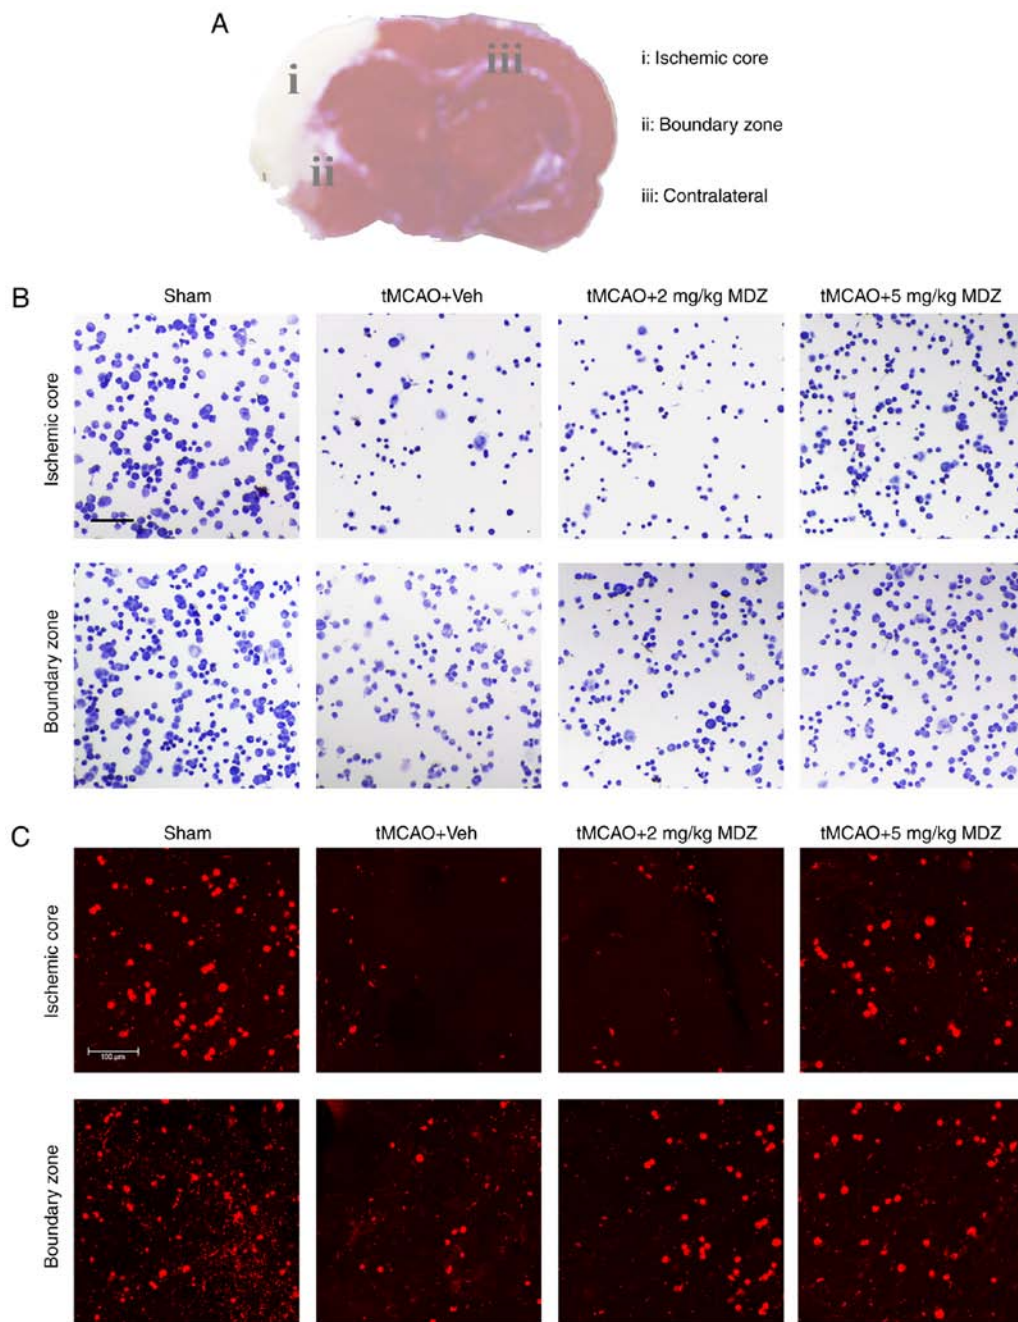 A
i
ii
iii
i: Ischemic core
ii: Boundary zone
iii: Contralateral
B
Sham
tMCAO+Veh
tMCAO+2 mg/kg MDZ
tMCAO+5 mg/kg MDZ
Ischemic core
Boundary zone
C
Sham
tMCAO+Veh
tMCAO+2 mg/kg MDZ
tMCAO+5 mg/kg MDZ
Ischemic core
100 µm
Boundary zone